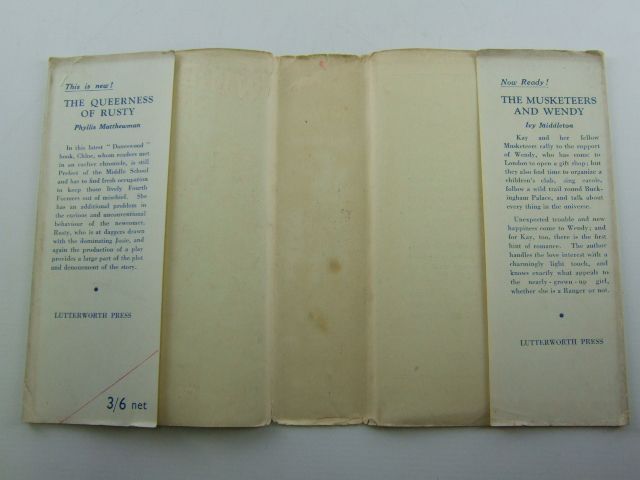 This is new!
THE QUEERNESS
OF RUSTY
Phyllis Matthewman
In this latest "Daneswood"
book, Chloe, whom readers met
in an earlier chronicle, is still
Prefect of the Middle School
and has to find fresh occupation
to keep those lively Fourth
Formers out of mischief. She
has an additional problem in
the curious and unconventional
behaviour of the newcomer,
Rusty, who is at daggers drawn
with the dominating Josie, and
again the production of a play
provides a large part of the plot
and denouement of the story.
LUTTERWORTH PRESS
3/6 net
Now Ready!
THE MUSKETEERS
AND WENDY
Ivy Middleton
Kay and her fellow
Musketeers rally to the support
of Wendy, who has come to
London to open a gift shop; but
they also find time to organize a
children's club, sing carols,
follow a wild trail round Buck-
ingham Palace, and talk about
every thing in the universe.
Unexpected trouble and new
happiness come to Wendy; and
for Kay, too, there is the first
hint of romance. The author
handles the love interest with a
charmingly light touch, and
knows exactly what appeals to
the nearly-grown-up girl,
whether she is a Ranger or not.
LUTTERWORTH PRESS